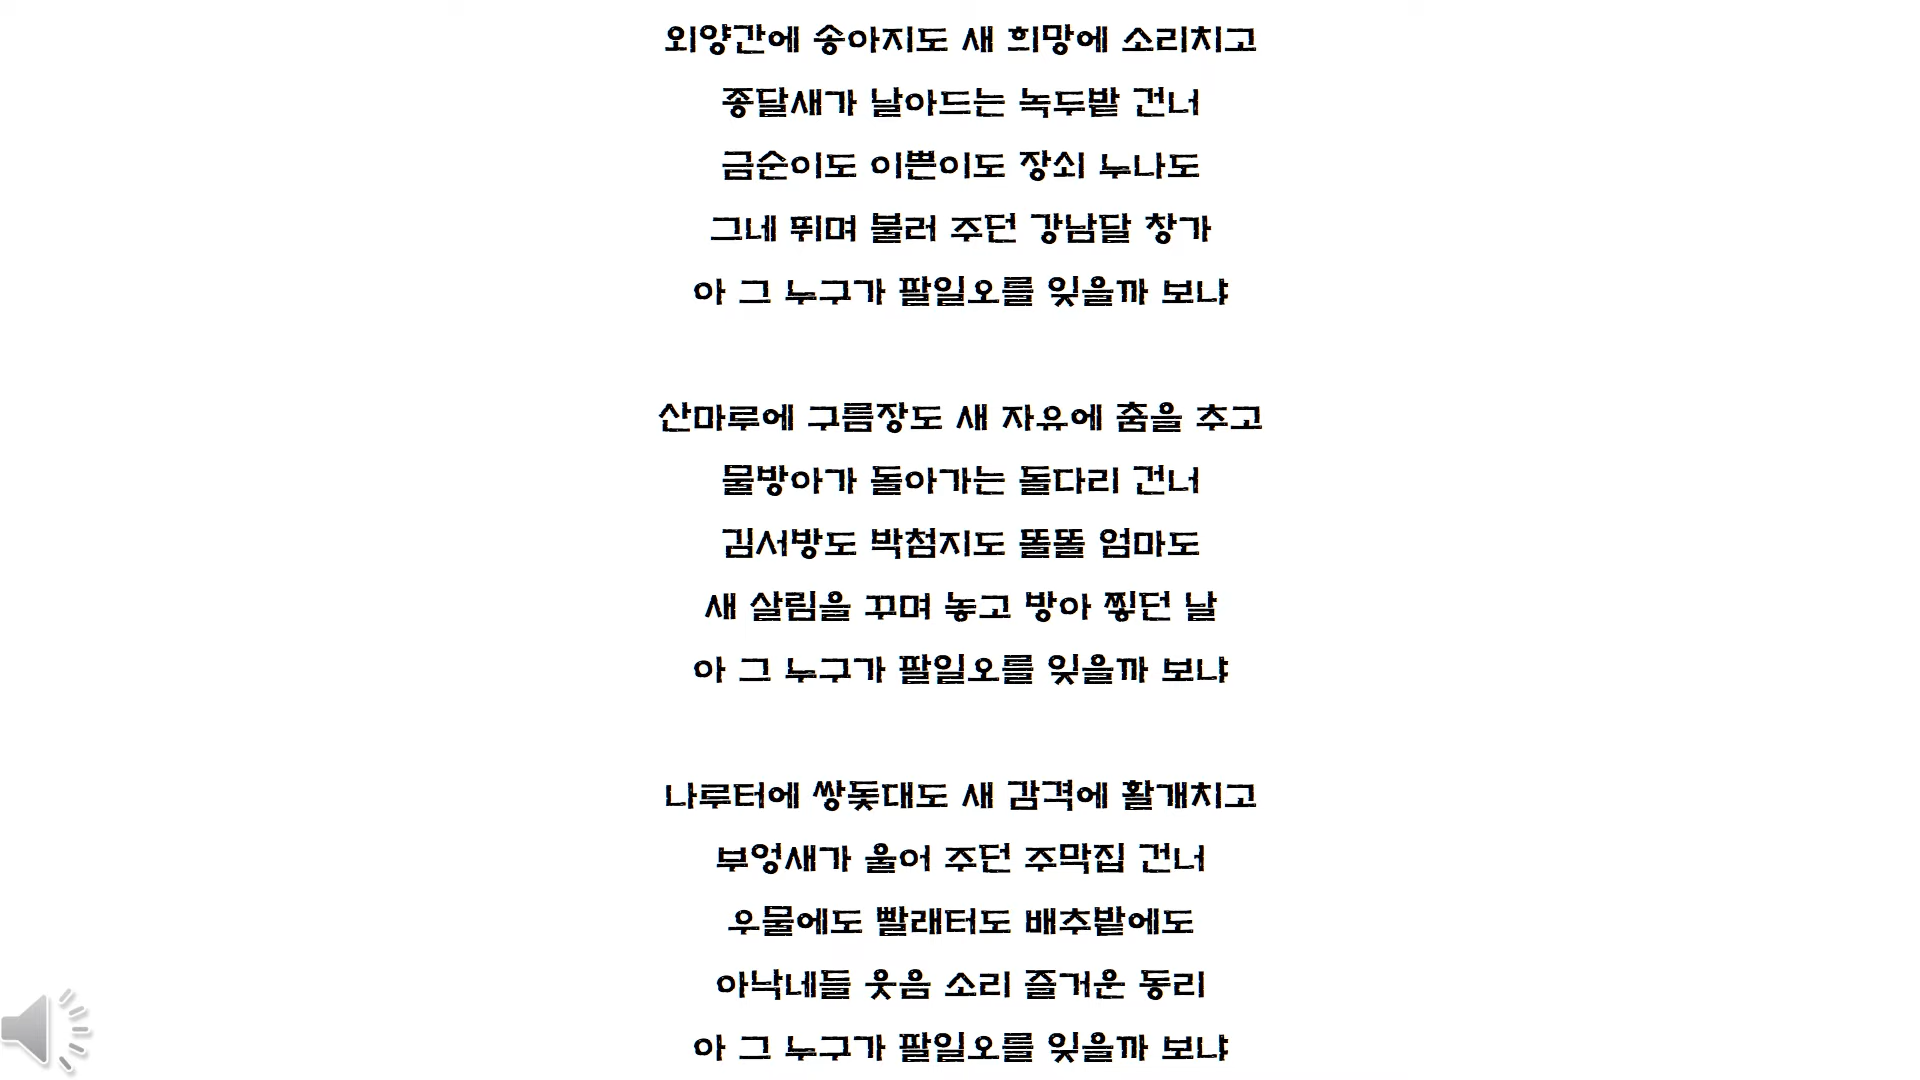 외양간에 송아지도 새 희망에 소리치고
종달새가 날아드는 녹두밭 건너
금순이도 이쁜이도 장쇠 누나도
그네 뛰며 불러 주던 강남달 창가
아 그 누구가 팔일오를 잊을까 보냐
산마루에 구름장도 새 자유에 춤을 추고
물방아가 돌아가는 돌다리 건너
김서방도 박첨지도 똘똘 엄마도
새 살림을 꾸며 놓고 방아 찧던 날
아 그 누구가 팔일오를 잊을까 보냐
나루터에 쌍돛대도 새 감격에 활개치고
부엉새가 울어 주던 주막집 건너
우물에도 빨래터도 배추밭에도
아낙네들 웃음 소리 즐거운 동리
아 그 누구가 팔일오를 잊을까 보냐